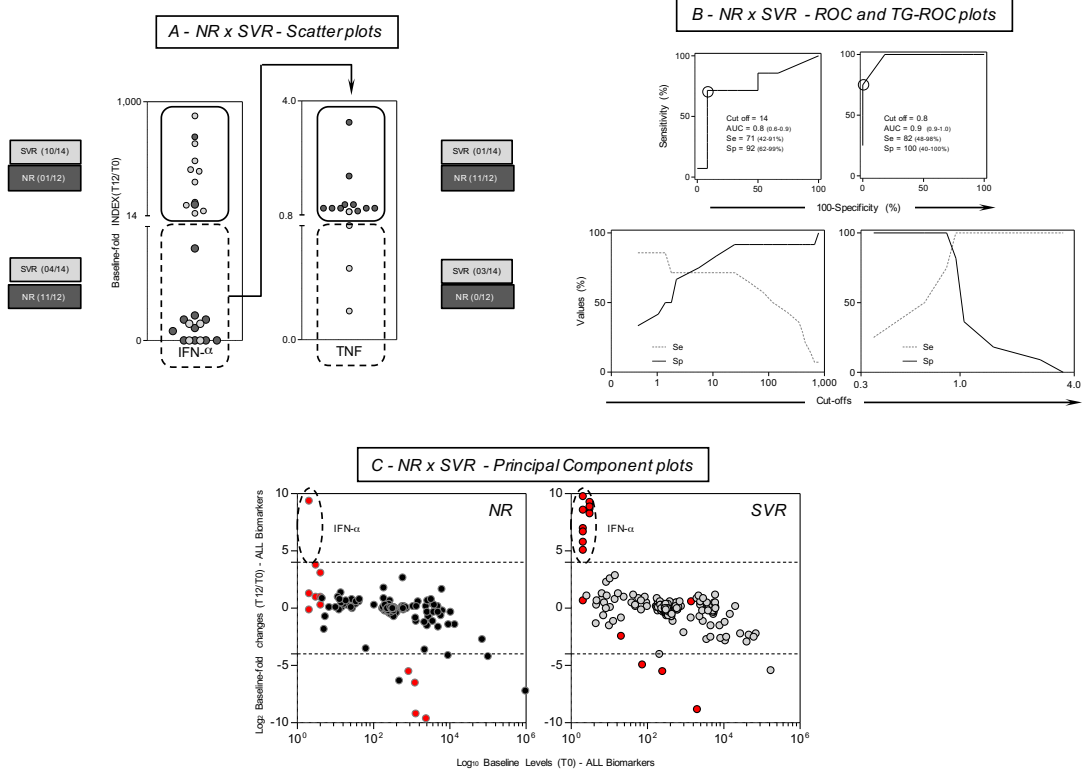 A - NR x SVR - Scatter plots
Baseline-fold INDEX(T12/T0)
1,000
14
0
IFN-α
4.0
0.8
0.0
TNF
SVR (10/14)
NR (01/12)
SVR (04/14)
NR (11/12)
SVR (01/14)
NR (11/12)
SVR (03/14)
NR (0/12)
B - NR x SVR - ROC and TG-ROC plots
Sensitivity (%)
100
50
0
Cut off = 14
AUC = 0.8 (0.6-0.9)
Se = 71 (42-91%)
Sp = 92 (62-99%)
0
50
100
100
50
0
Cut off = 0.8
AUC = 0.9 (0.9-1.0)
Se = 82 (48-98%)
Sp = 100 (40-100%)
0
50
100
100-Specificity (%)
Values (%)
100
50
0
Se
Sp
0
1
10
100
1,000
100
50
0
Se
Sp
0.3
1.0
4.0
Cut-offs
C - NR x SVR - Principal Component plots
Log₂ Baseline-fold changes (T12/T0) - ALL Biomarkers
10
5
0
-5
-10
NR
IFN-α
10⁰
10²
10⁴
10⁶
10
5
0
-5
-10
SVR
IFN-α
10⁰
10²
10⁴
10⁶
Log₁₀ Baseline Levels (T0) - ALL Biomarkers